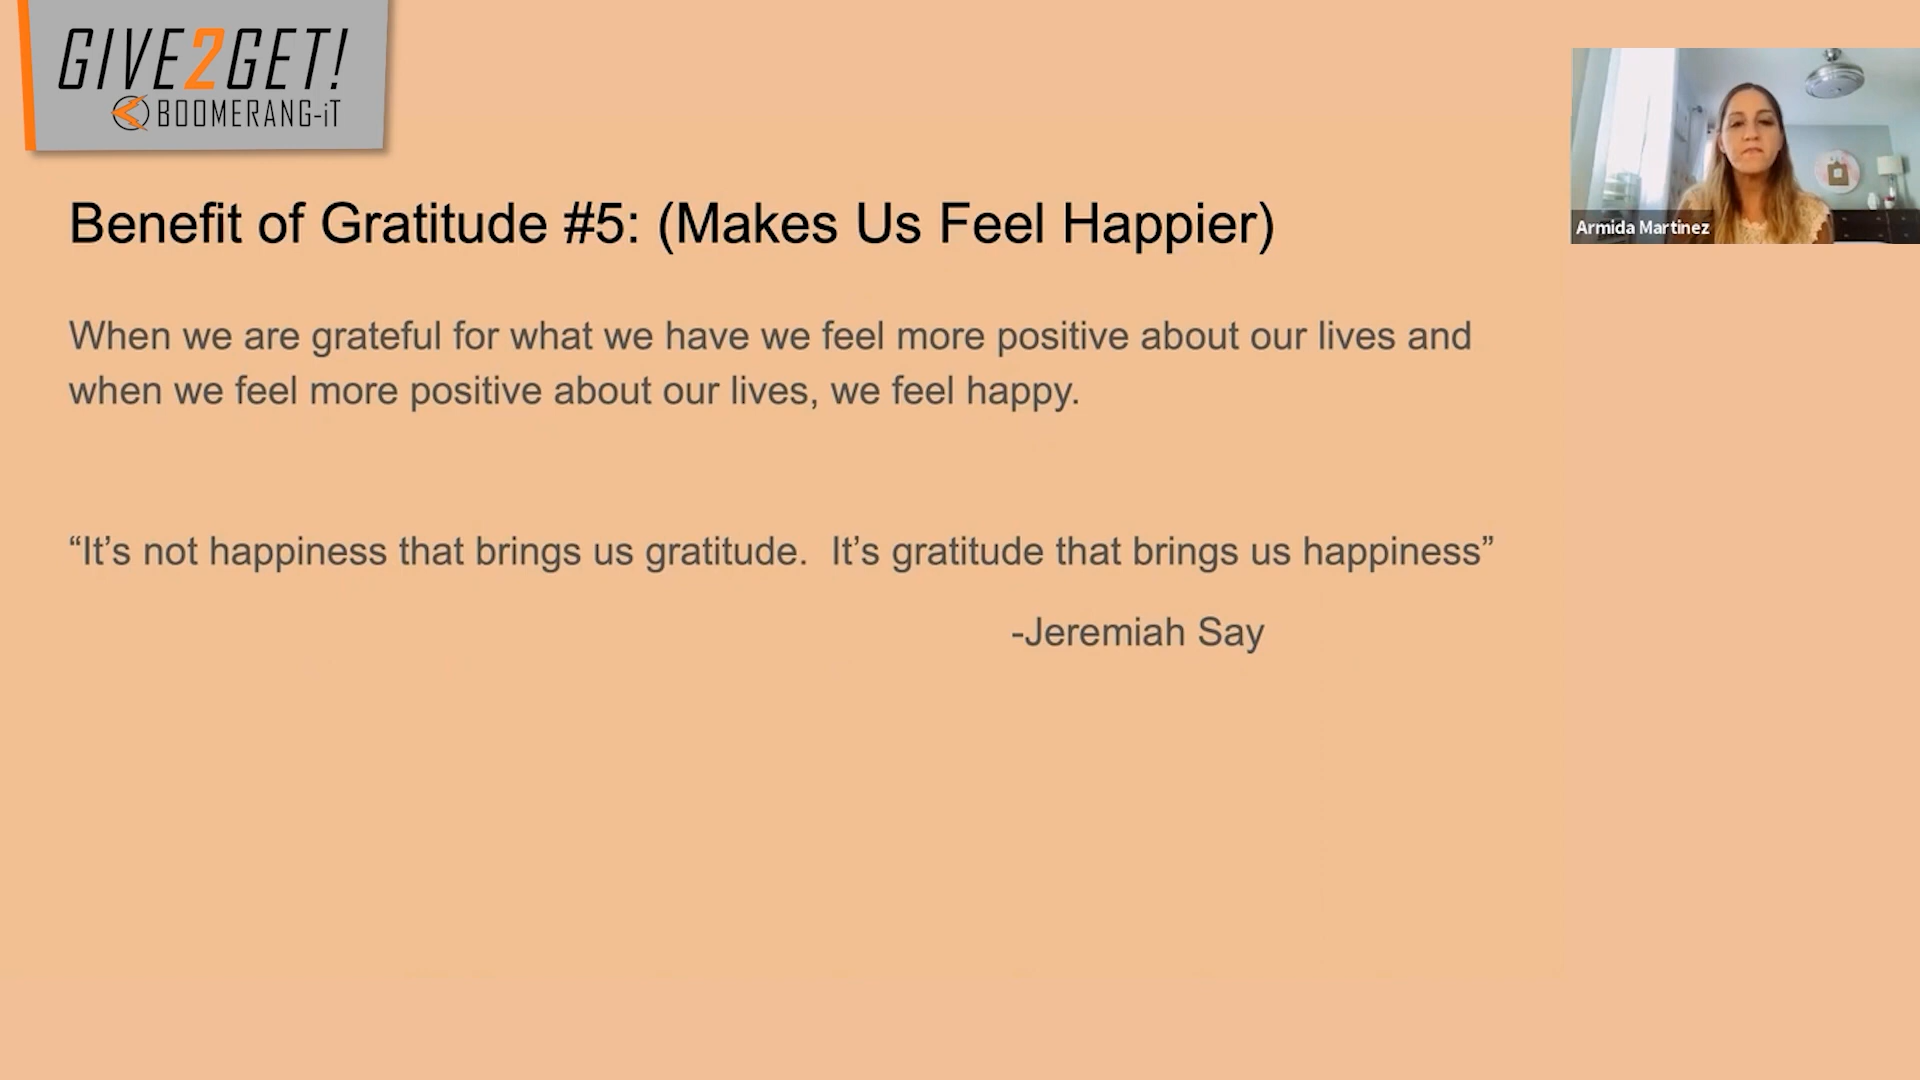 GIVE2GET!
BOOMERANG-iT
Armida Martinez
Benefit of Gratitude #5: (Makes Us Feel Happier)
When we are grateful for what we have we feel more positive about our lives and
when we feel more positive about our lives, we feel happy.
“It’s not happiness that brings us gratitude.  It’s gratitude that brings us happiness”
-Jeremiah Say